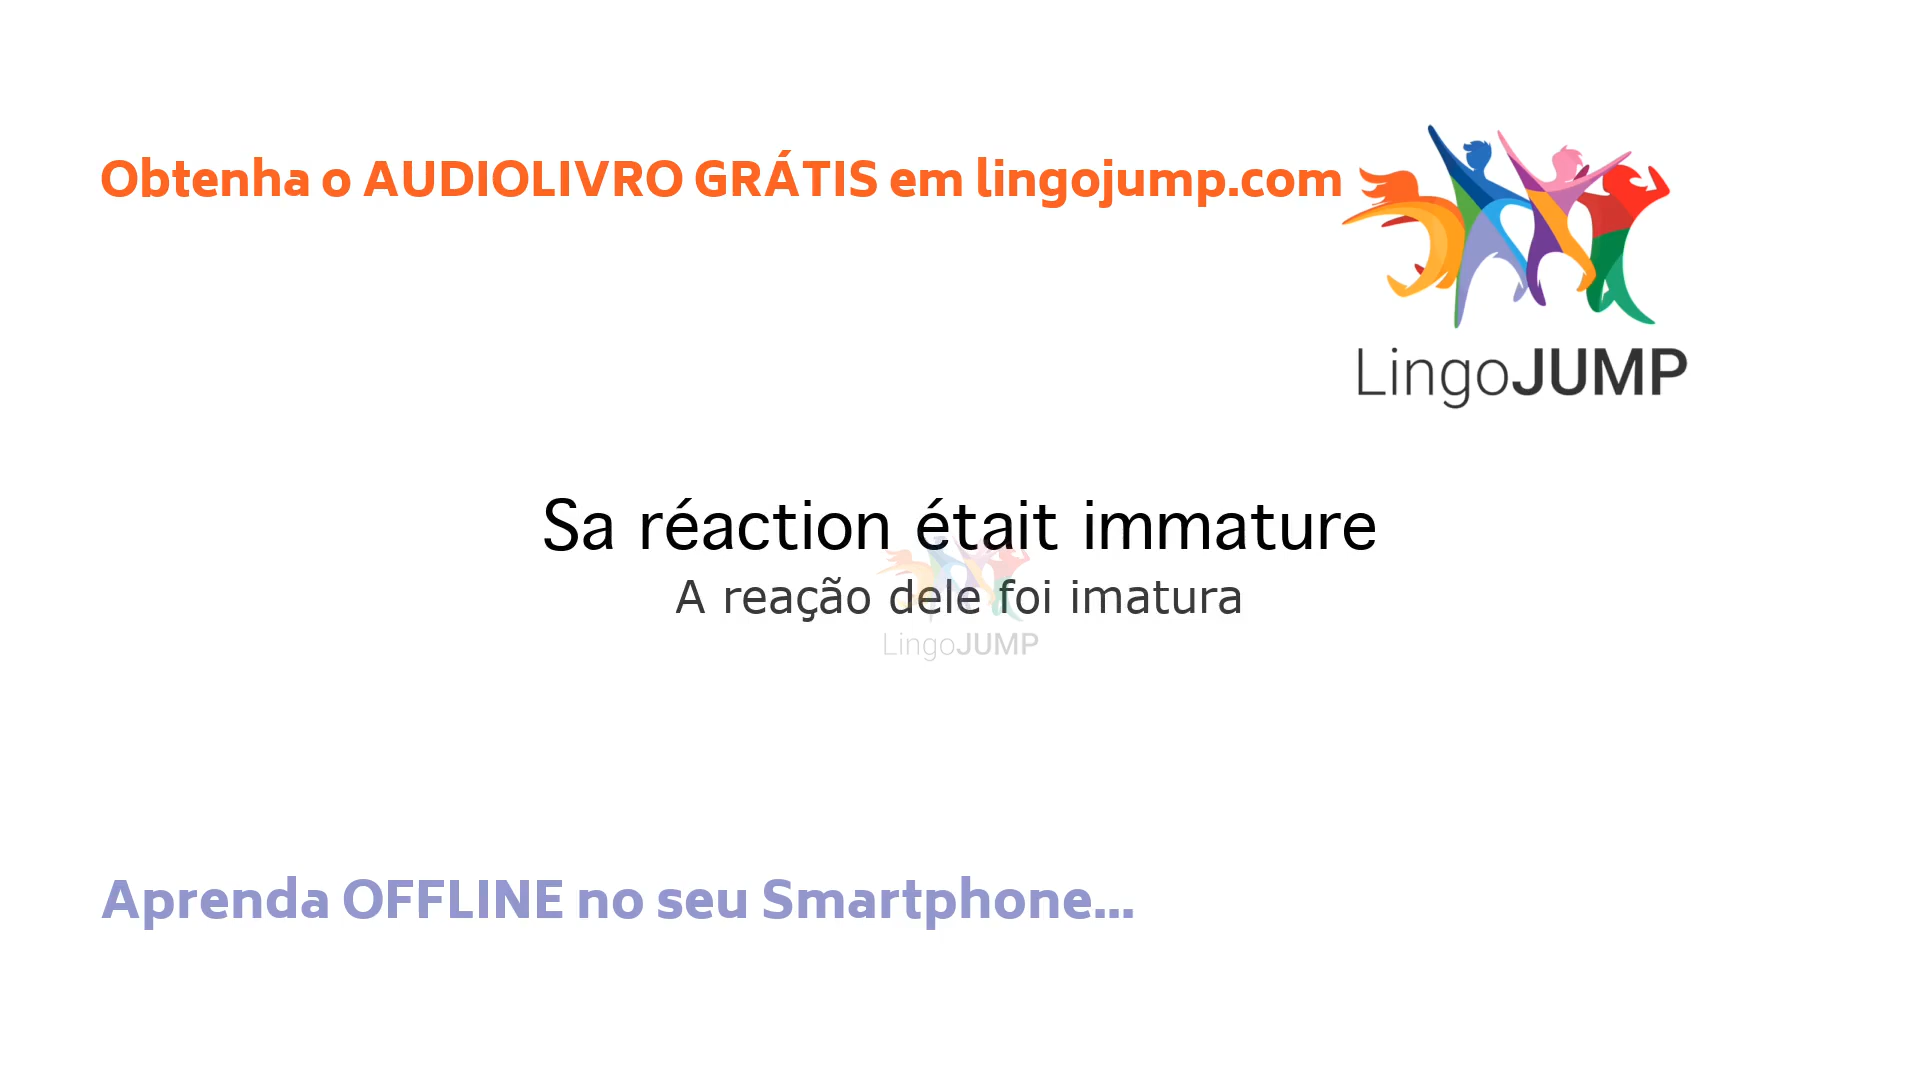 Obtenha o AUDIOLIVRO GRÁTIS em lingojump.com
LingoJUMP
Sa réaction était immature
A reação dele foi imatura
LingoJUMP
Aprenda OFFLINE no seu Smartphone...